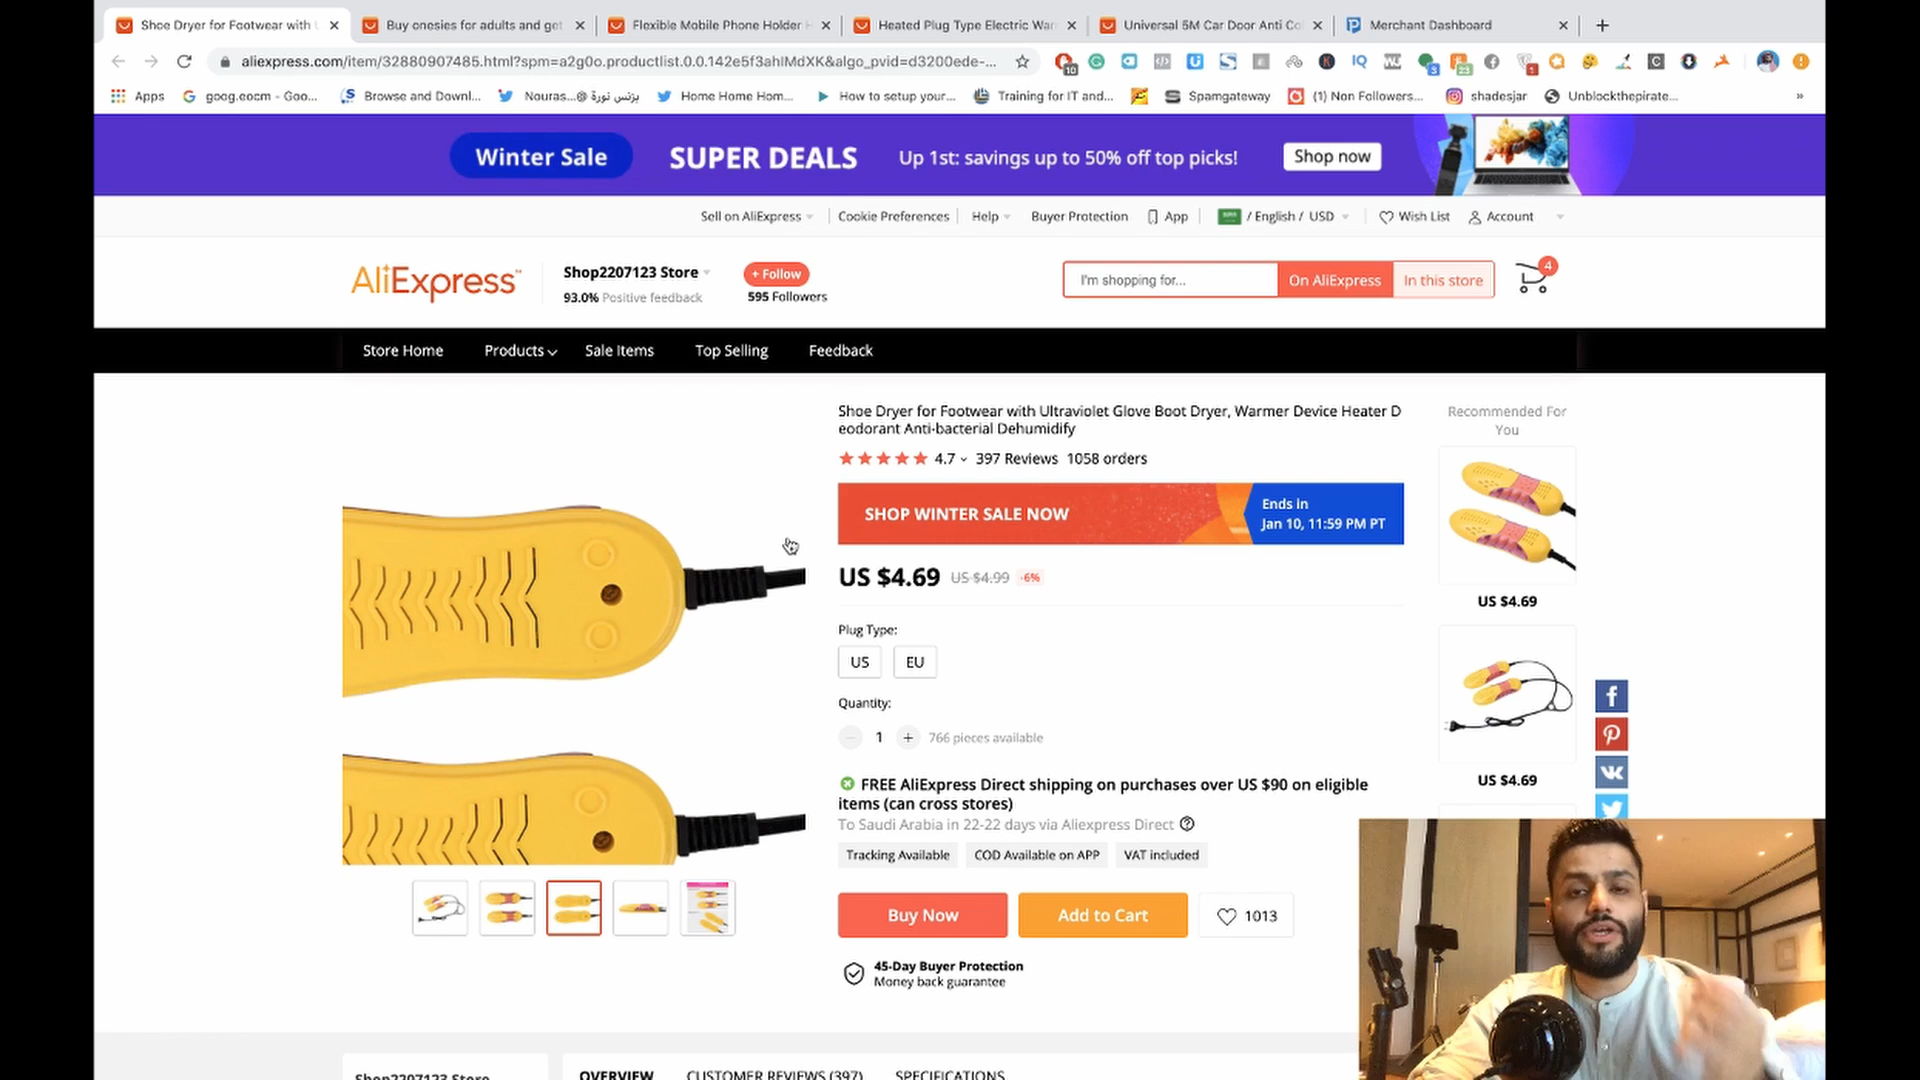 Shoe Dryer for Footwear with
Buy onesies for adults and get
Flexible Mobile Phone Holder
Heated Plug Type Electric War
Universal 5M Car Door Anti Co
Merchant Dashboard
aliexpress.com/item/32880907485.html?spm=a2g0o.productlist.0.0.142e5f3ahIMdXK&algo_pvid=d3200ede-...
Apps
goog.eocm - Goo...
Browse and Downl...
Nouras...@ بزنس نورة
Home Home Hom...
How to setup your...
Training for IT and...
Spamgateway
(1) Non Followers...
shadesjar
Unblockthepirate...
»
Winter Sale
SUPER DEALS
Up 1st: savings up to 50% off top picks!
Shop now
Sell on AliExpress
Cookie Preferences
Help
Buyer Protection
App
/ English / USD
Wish List
Account
AliExpress
Shop2207123 Store
+ Follow
93.0% Positive feedback
595 Followers
I'm shopping for...
On AliExpress
In this store
4
Store Home
Products
Sale Items
Top Selling
Feedback
Shoe Dryer for Footwear with Ultraviolet Glove Boot Dryer, Warmer Device Heater D
eodorant Anti-bacterial Dehumidify
4.7
397 Reviews
1058 orders
SHOP WINTER SALE NOW
Ends in
Jan 10, 11:59 PM PT
US $4.69
US $4.99
-6%
Plug Type:
US
EU
Quantity:
1
+
766 pieces available
FREE AliExpress Direct shipping on purchases over US $90 on eligible
items (can cross stores)
To Saudi Arabia in 22-22 days via Aliexpress Direct
Tracking Available
COD Available on APP
VAT included
Buy Now
Add to Cart
1013
45-Day Buyer Protection
Money back guarantee
Recommended For
You
US $4.69
US $4.69
Shop2207123 Store
OVERVIEW
CUSTOMER REVIEWS (397)
SPECIFICATIONS